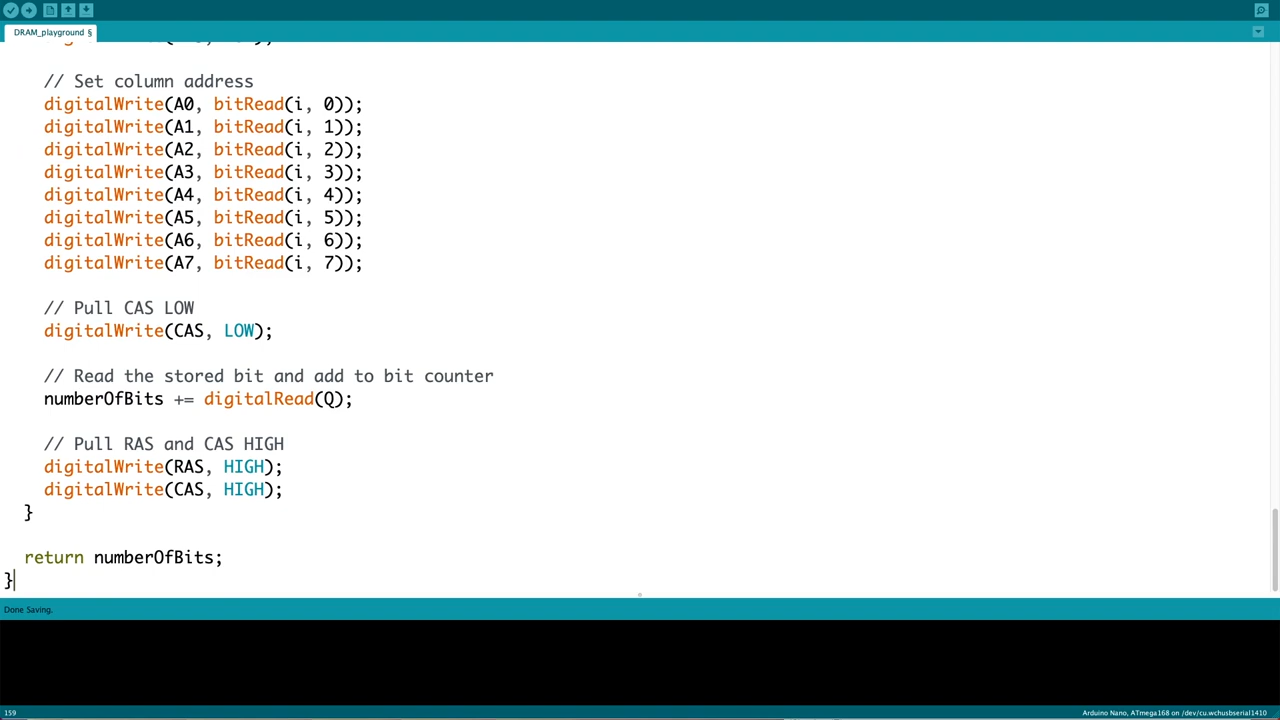 DRAM_playground §
// Set column address
digitalWrite(A0, bitRead(i, 0));
digitalWrite(A1, bitRead(i, 1));
digitalWrite(A2, bitRead(i, 2));
digitalWrite(A3, bitRead(i, 3));
digitalWrite(A4, bitRead(i, 4));
digitalWrite(A5, bitRead(i, 5));
digitalWrite(A6, bitRead(i, 6));
digitalWrite(A7, bitRead(i, 7));
// Pull CAS LOW
digitalWrite(CAS, LOW);
// Read the stored bit and add to bit counter
numberOfBits += digitalRead(Q);
// Pull RAS and CAS HIGH
digitalWrite(RAS, HIGH);
digitalWrite(CAS, HIGH);
}
return numberOfBits;
}
Done Saving.
159
Arduino Nano, ATmega168 on /dev/cu.wchusbserial1410